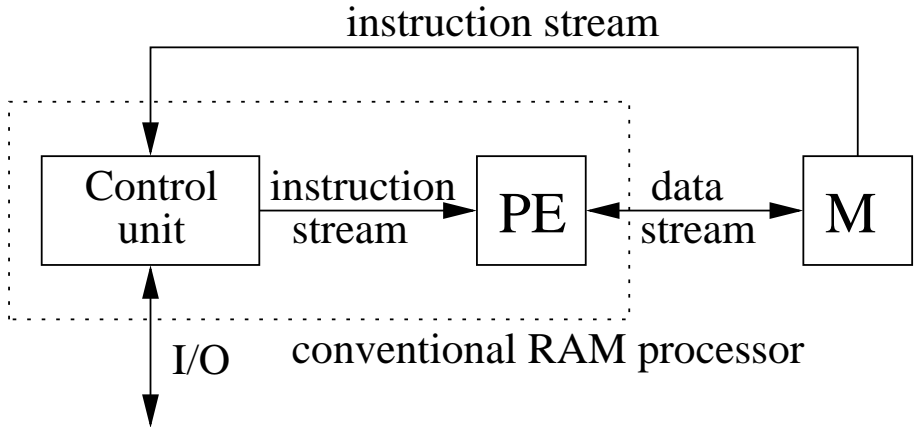 instruction stream
Control
unit
instruction
stream
PE
data
stream
M
I/O
conventional RAM processor